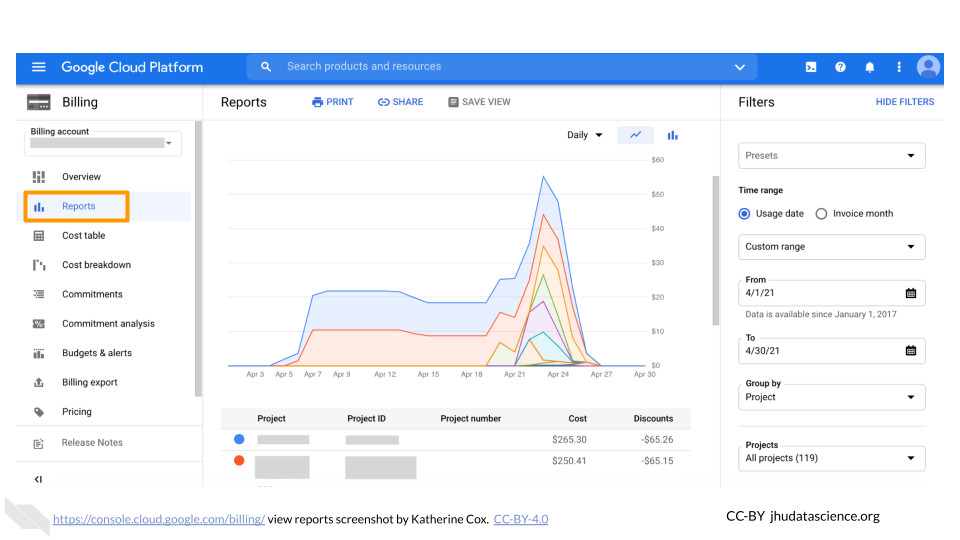 Google Cloud Platform
Search products and resources
Billing
Reports
PRINT
SHARE
SAVE VIEW
Filters
HIDE FILTERS
Billing account
Overview
Reports
Cost table
Cost breakdown
Commitments
Commitment analysis
Budgets & alerts
Billing export
Pricing
Release Notes
Daily
$60
$50
$40
$30
$20
$10
$0
Apr 3 Apr 5 Apr 7 Apr 9 Apr 12 Apr 15 Apr 18 Apr 21 Apr 24 Apr 27 Apr 30
Project Project ID Project number Cost Discounts
$265.30 -$65.26
$250.41 -$65.15
Presets
Time range
Usage date Invoice month
Custom range
From
4/1/21
Data is available since January 1, 2017
To
4/30/21
Group by
Project
Projects
All projects (119)
https://console.cloud.google.com/billing/ view reports screenshot by Katherine Cox. CC-BY-4.0
CC-BY jhudatascience.org